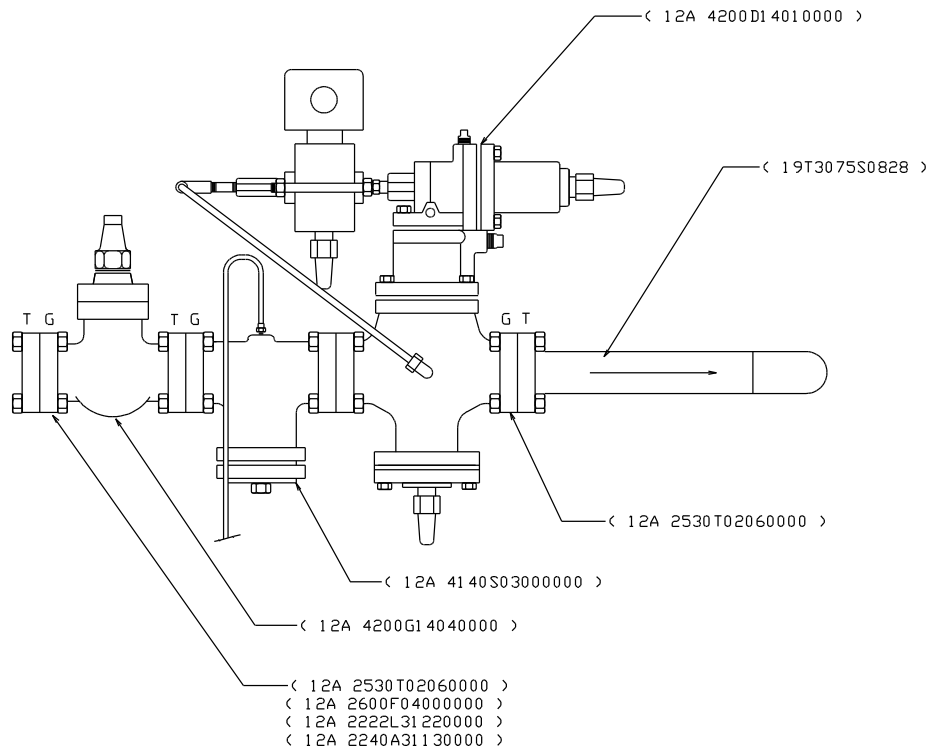 ( 12A 4200D14010000 )
( 19T3075S0828 )
T G
T G
G T
( 12A 2530T02060000 )
( 12A 4140S03000000 )
( 12A 4200G14040000 )
( 12A 2530T02060000 )
( 12A 2600F04000000 )
( 12A 2222L31220000 )
( 12A 2240A31130000 )